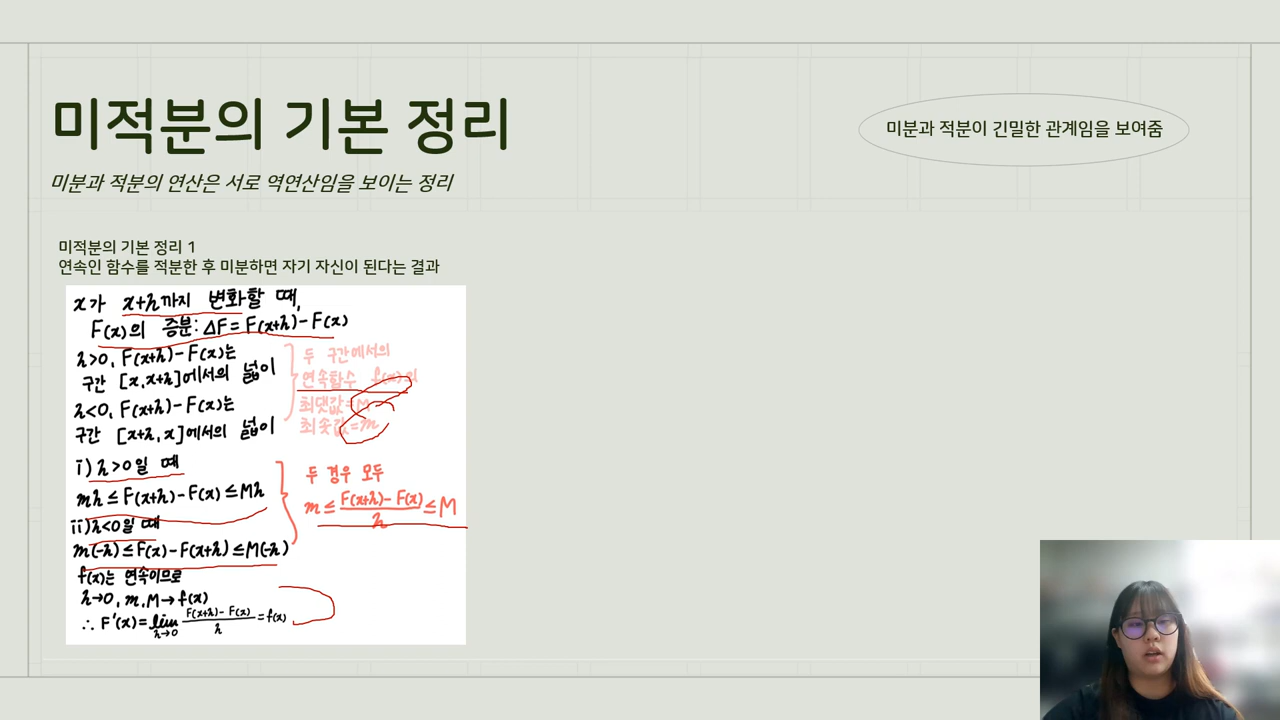 미적분의 기본 정리
미분과 적분이 긴밀한 관계임을 보여줌
미분과 적분의 연산은 서로 역연산임을 보이는 정리
미적분의 기본 정리 1
연속인 함수를 적분한 후 미분하면 자기 자신이 된다는 결과
x가 x+h까지 변화할 때,
F(x)의 증분: ΔF = F(x+h) - F(x)
h>0, F(x+h) - F(x)는
구간 [x, x+h]에서의 넓이
h<0, F(x+h) - F(x)는
구간 [x+h, x]에서의 넓이
두 구간에서의
연속함수 f(x)의
최댓값=M
최솟값=m
i) h>0일 때
mh ≤ F(x+h) - F(x) ≤ Mh
ii) h<0일 때
m(-h) ≤ F(x) - F(x+h) ≤ M(-h)
두 경우 모두
m ≤ F(x+h) - F(x) / h ≤ M
f(x)는 연속이므로
h→0, m, M → f(x)
∴ F'(x) = lim h→0 F(x+h) - F(x) / h = f(x)